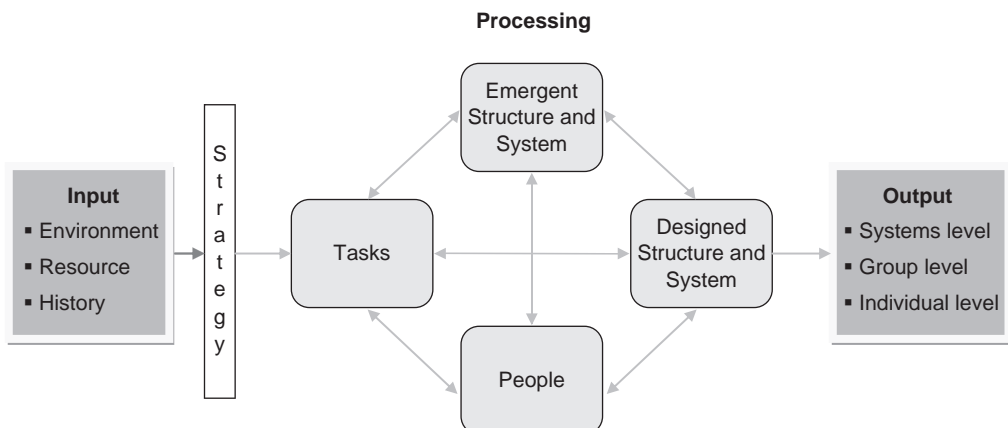 Processing
Emergent
Structure and
System
Strategy
Input
▪ Environment
▪ Resource
▪ History
Tasks
Designed
Structure and
System
Output
▪ Systems level
▪ Group level
▪ Individual level
People